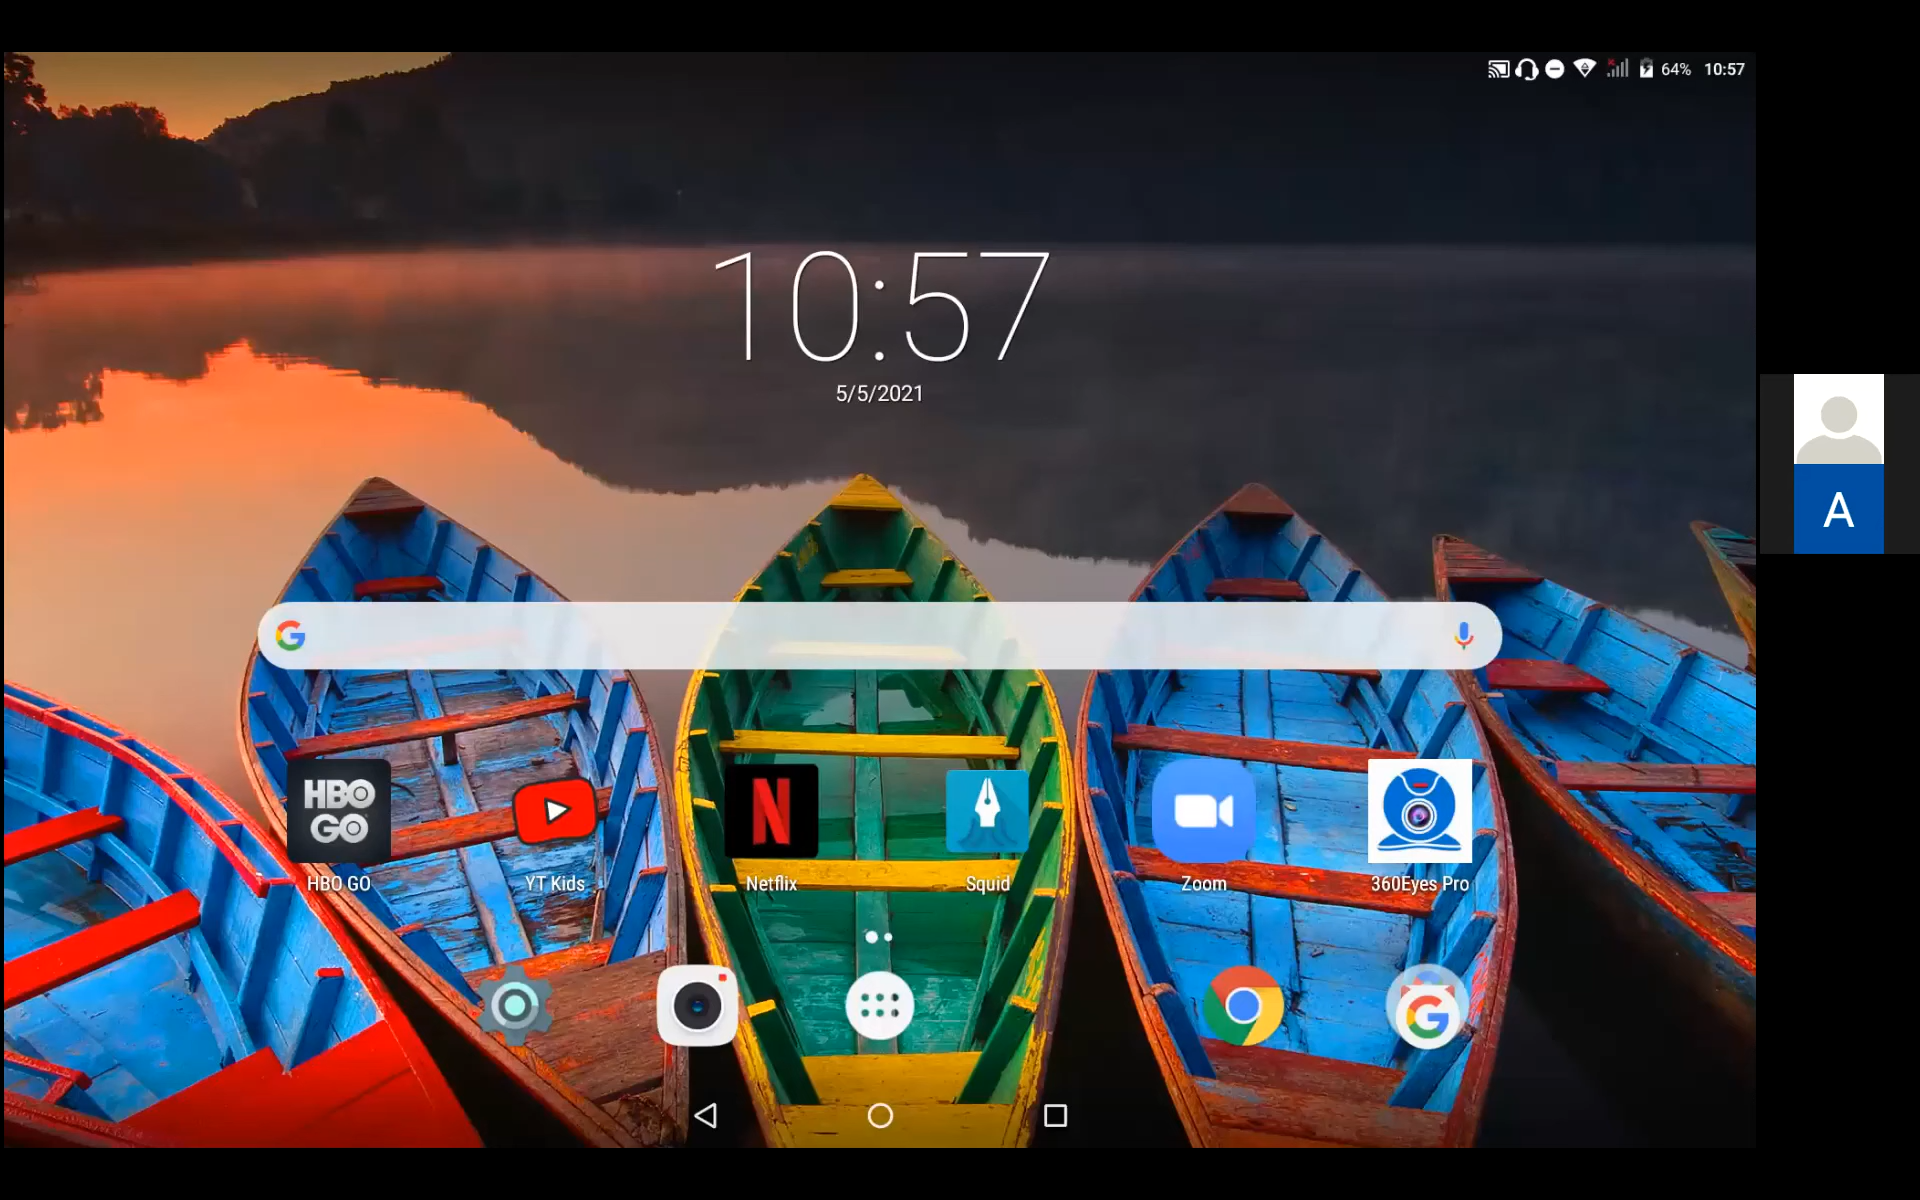 64% 10:57
10:57
5/5/2021
A
HBO
GO
N
HBO GO
YT Kids
Netflix
Squid
Zoom
360Eyes Pro